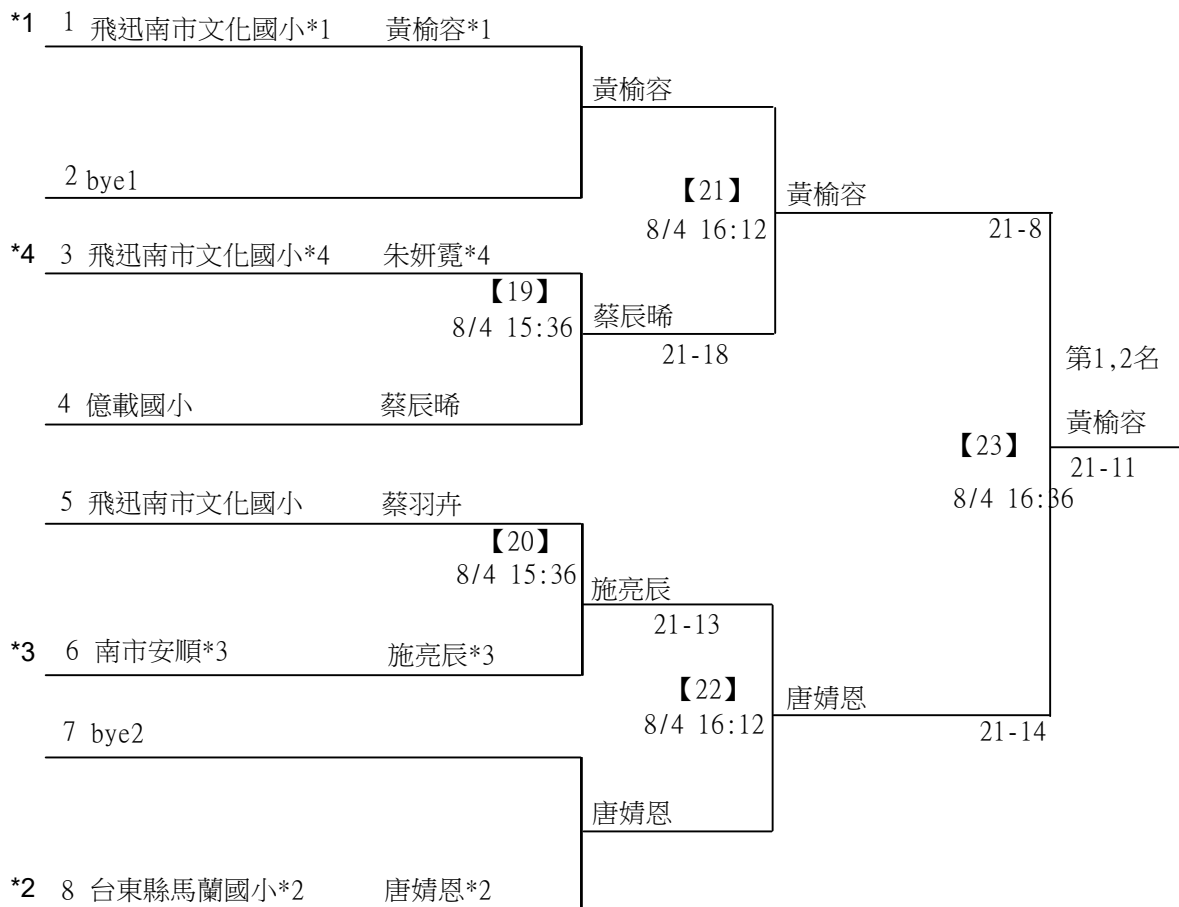 *1 1 飛迅南市文化國小*1 黃榆容*1
黃榆容
2 bye1
【21】 黃榆容
8/4 16:12 21-8
*4 3 飛迅南市文化國小*4 朱妍霓*4
【19】
8/4 15:36 蔡辰晞
21-18
第1,2名
4 億載國小 蔡辰晞
黃榆容
【23】
21-11
8/4 16:36
5 飛迅南市文化國小 蔡羽卉
【20】
8/4 15:36
施亮辰
21-13
*3 6 南市安順*3 施亮辰*3
【22】 唐婧恩
8/4 16:12 21-14
7 bye2
唐婧恩
*2 8 台東縣馬蘭國小*2 唐婧恩*2